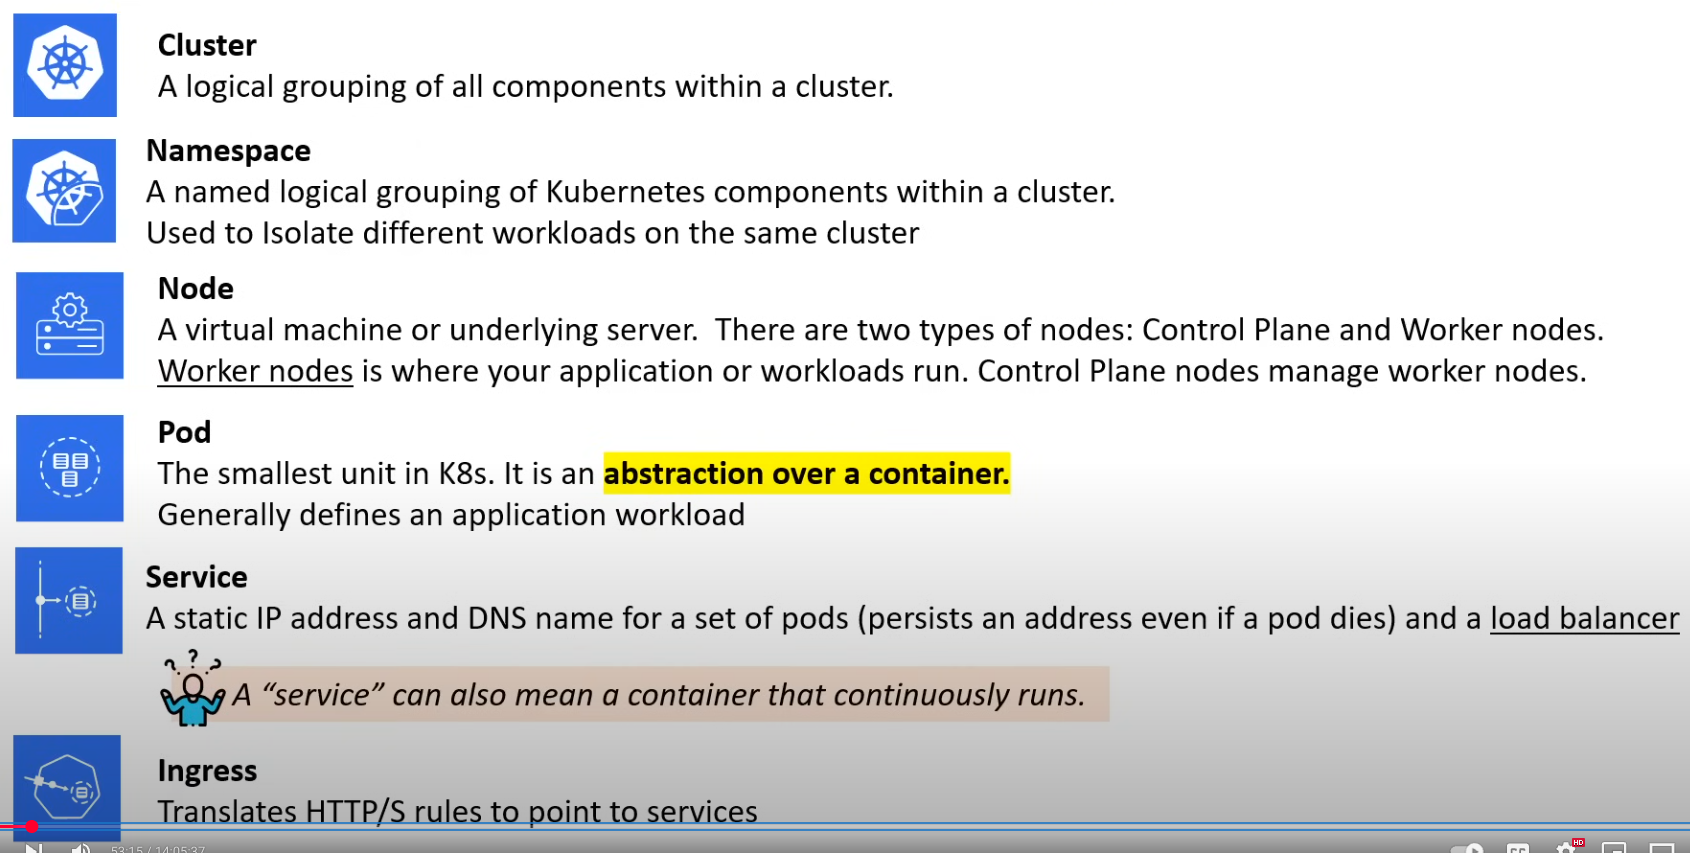 Cluster
A logical grouping of all components within a cluster.
Namespace
A named logical grouping of Kubernetes components within a cluster.
Used to Isolate different workloads on the same cluster
Node
A virtual machine or underlying server.  There are two types of nodes: Control Plane and Worker nodes.
Worker nodes is where your application or workloads run. Control Plane nodes manage worker nodes.
Pod
The smallest unit in K8s. It is an abstraction over a container.
Generally defines an application workload
Service
A static IP address and DNS name for a set of pods (persists an address even if a pod dies) and a load balancer
? ? ?
A “service” can also mean a container that continuously runs.
Ingress
Translates HTTP/S rules to point to services
53:15 / 14:05:37
CC
HD